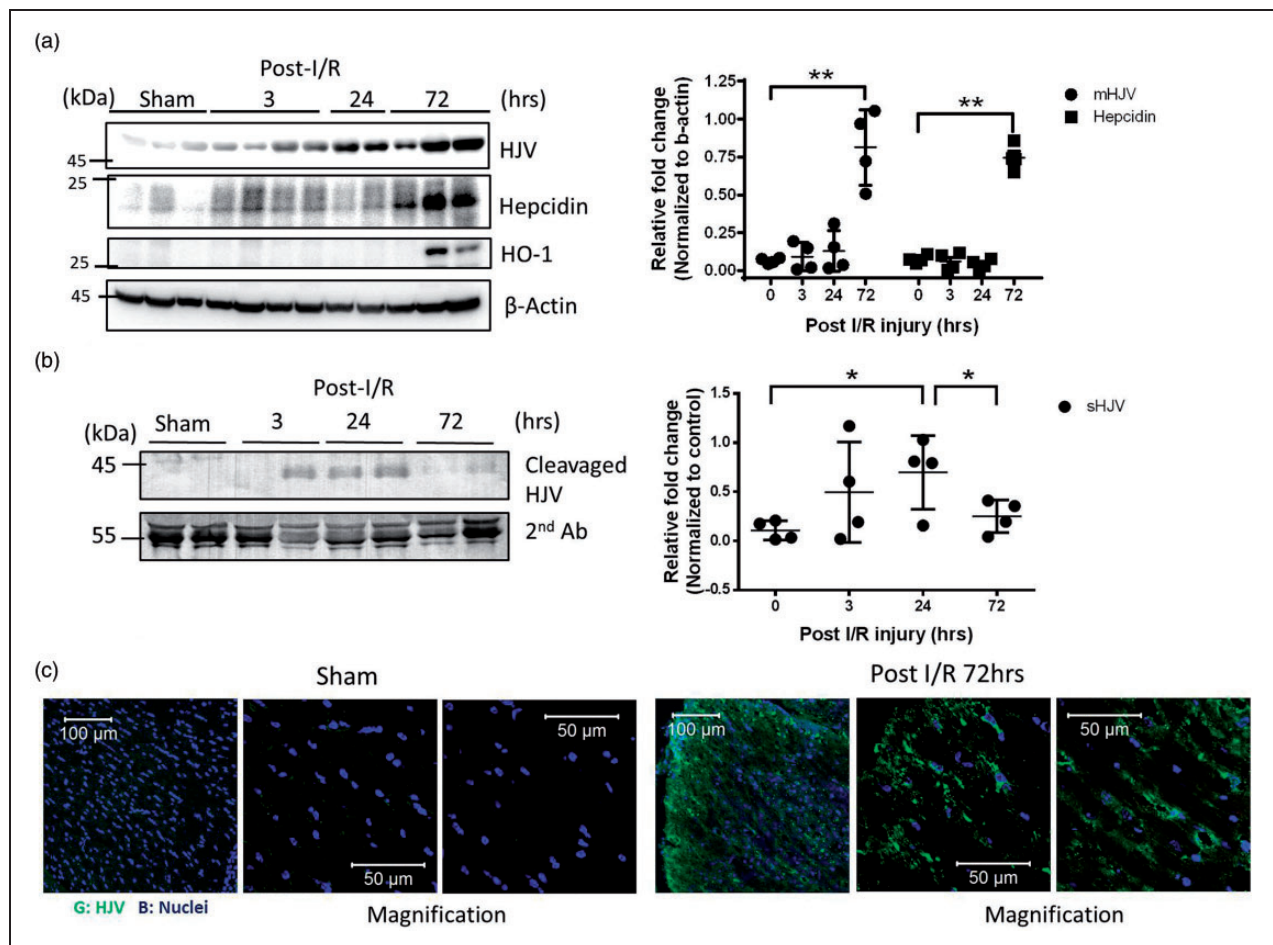 (a)
Post-I/R
(kDa) Sham 3 24 72 (hrs)
45 HJV
25 Hepcidin
25 HO-1
45 β-Actin
Relative fold change
(Normalized to b-actin)
1.25
1.00
0.75
0.50
0.25
0.00
** **
0 3 24 72 0 3 24 72
Post I/R injury (hrs)
mHJV
Hepcidin
(b)
Post-I/R
(kDa) Sham 3 24 72 (hrs)
45 Cleavaged
HJV
55 2nd Ab
Relative fold change
(Normalized to control)
1.5
1.0
0.5
0.0
-0.5
* *
0 3 24 72
Post I/R injury (hrs)
sHJV
(c)
Sham
100 µm 50 µm 50 µm
G: HJV B: Nuclei
Magnification
Post I/R 72hrs
100 µm 50 µm 50 µm
Magnification